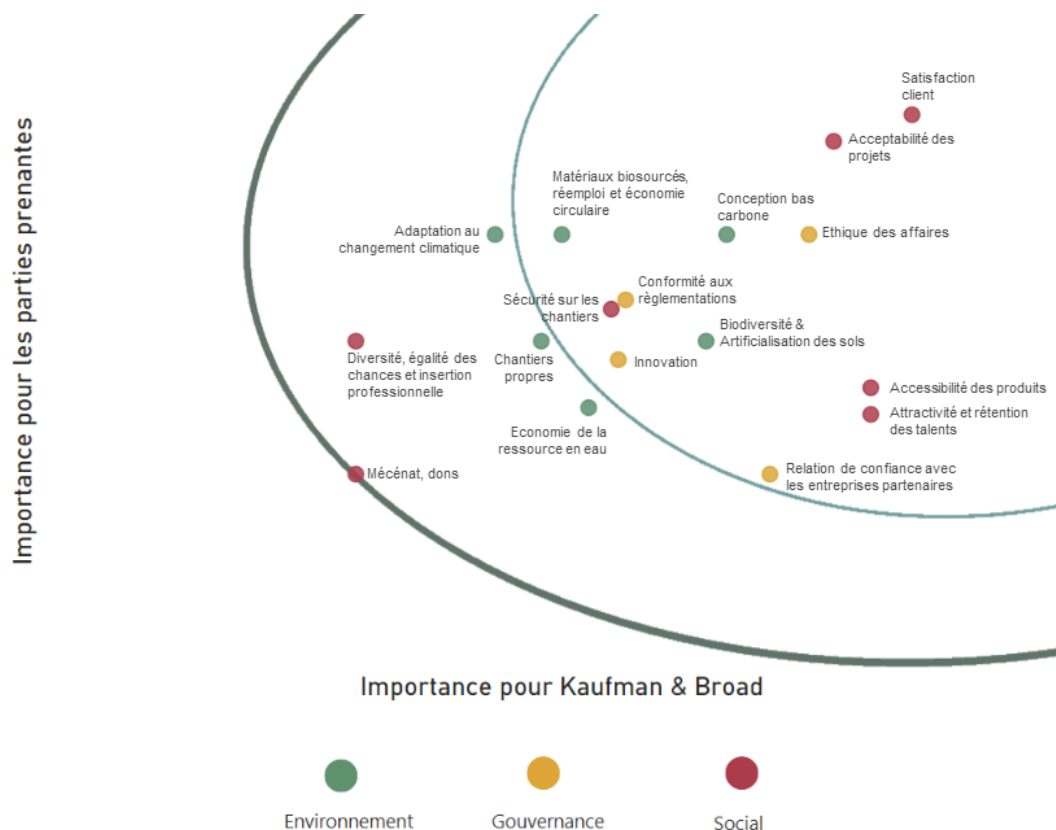 Importance pour les parties prenantes
Satisfaction
client
Acceptabilité des
projets
Matériaux biosourcés,
réemploi et économie
circulaire
Conception bas
carbone
Adaptation au
changement climatique
Ethique des affaires
Conformité aux
règlementations
Sécurité sur les
chantiers
Biodiversité &
Artificialisation des sols
Diversité, égalité des
chances et insertion
professionnelle
Chantiers
propres
Innovation
Accessibilité des produits
Attractivité et rétention
des talents
Economie de la
ressource en eau
Mécénat, dons
Relation de confiance avec
les entreprises partenaires
Importance pour Kaufman & Broad
Environnement
Gouvernance
Social